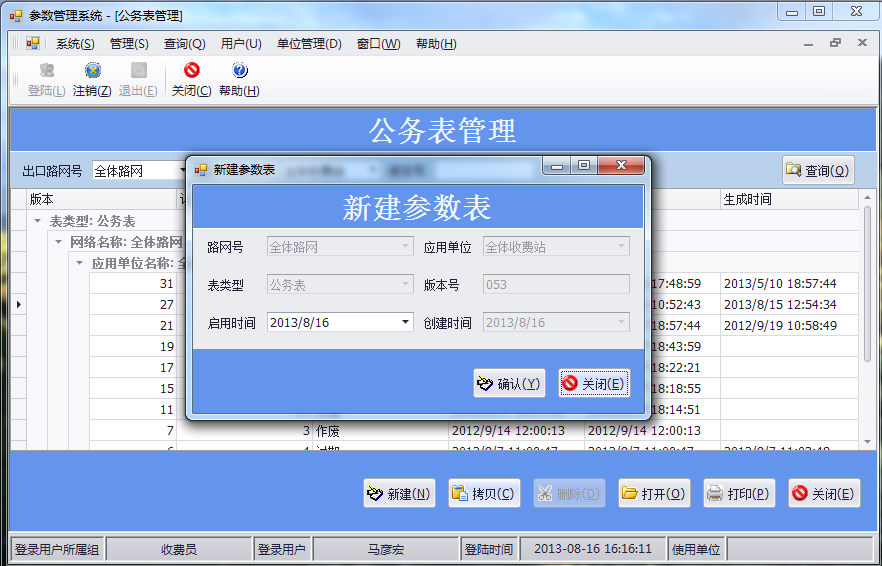 参数管理系统 - [公务表管理]
系统(S) 管理(S) 查询(Q) 用户(U) 单位管理(D) 窗口(W) 帮助(H)
登陆(L) 注销(Z) 退出(E) 关闭(C) 帮助(H)
公务表管理
出口路网号 全体路网 查询(Q)
版本 生成时间
表类型: 公务表
网络名称: 全体路网
应用单位名称:
31 17:48:59 2013/5/10 18:57:44
27 10:52:43 2013/8/15 12:54:34
21 18:57:44 2012/9/19 10:58:49
19 18:43:59
17 18:22:21
15 18:18:55
11 18:14:51
7 3 作废 2012/9/14 12:00:13 2012/9/14 12:00:13
新建参数表
新建参数表
路网号 全体路网 应用单位 全体收费站
表类型 公务表 版本号 053
启用时间 2013/8/16 创建时间 2013/8/16
确认(Y) 关闭(E)
新建(N) 拷贝(C) 删除(D) 打开(O) 打印(P) 关闭(E)
登录用户所属组 收费员 登录用户 马彦宏 登陆时间 2013-08-16 16:16:11 使用单位